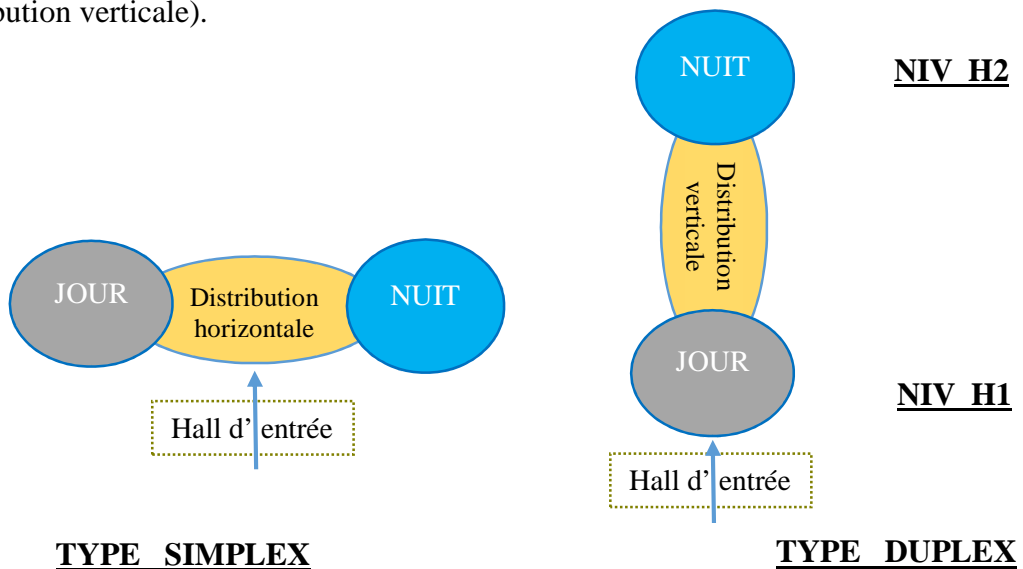 bution verticale).
NUIT
NIV H2
Distribution
verticale
JOUR
Distribution
horizontale
NUIT
JOUR
NIV H1
Hall d' entrée
Hall d' entrée
TYPE SIMPLEX
TYPE DUPLEX